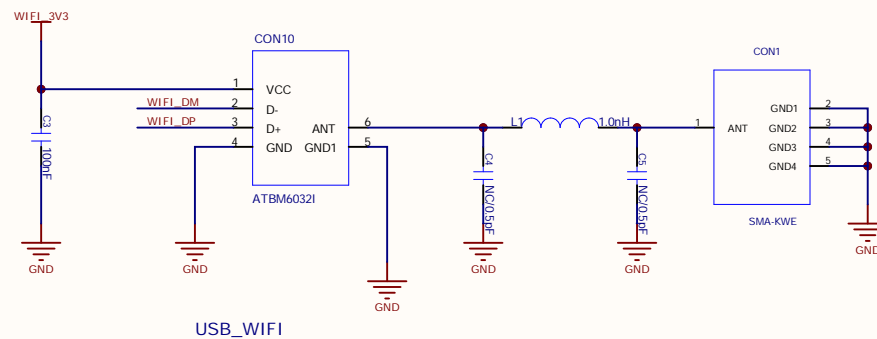 WIFI_3V3
CON10
CON1
1
VCC
WIFI_DM
2
D-
WIFI_DP
3
D+
4
GND
ANT
6
GND1
5
ATBM6032I
C3
100nF
L1
1.0nH
C4
NC/0.5pF
C5
NC/0.5pF
1
ANT
GND1
2
GND2
3
GND3
4
GND4
5
SMA-KWE
GND
GND
GND
GND
GND
GND
USB_WIFI